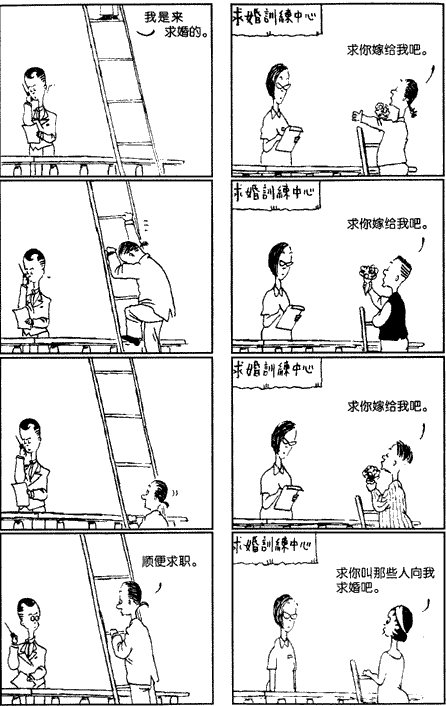 我是来
求婚的。
顺便求职。
求婚訓練中心
求你嫁给我吧。
求婚訓練中心
求你嫁给我吧。
求婚訓練中心
求你嫁给我吧。
求婚訓練中心
求你叫那些人向我
求婚吧。